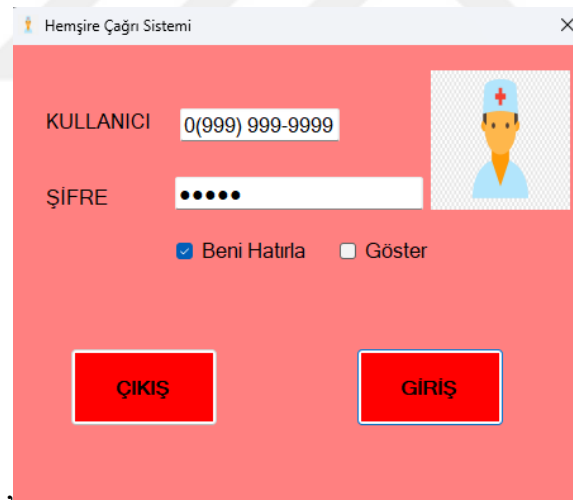 Hemşire Çağrı Sistemi
KULLANICI 0(999) 999-9999
ŞİFRE ●●●●●
Beni Hatırla Göster
ÇIKIŞ GİRİŞ